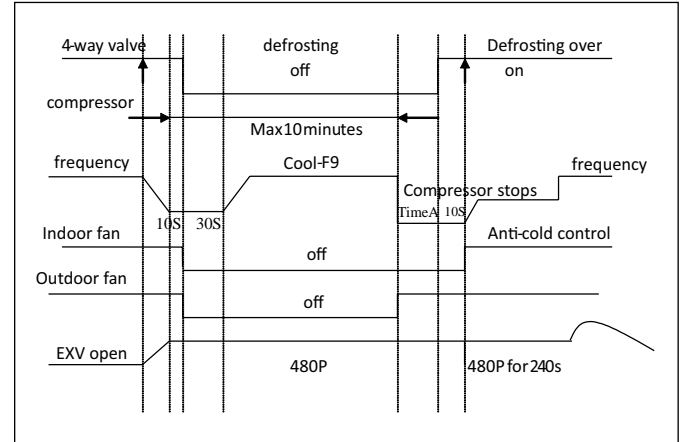 4-way valve defrosting Defrosting over
off on
compressor
Max10minutes
frequency Cool-F9 frequency
Compressor stops
10S 30S TimeA 10S
Indoor fan Anti-cold control
off
Outdoor fan
off
EXV open 480P 480P for 240s